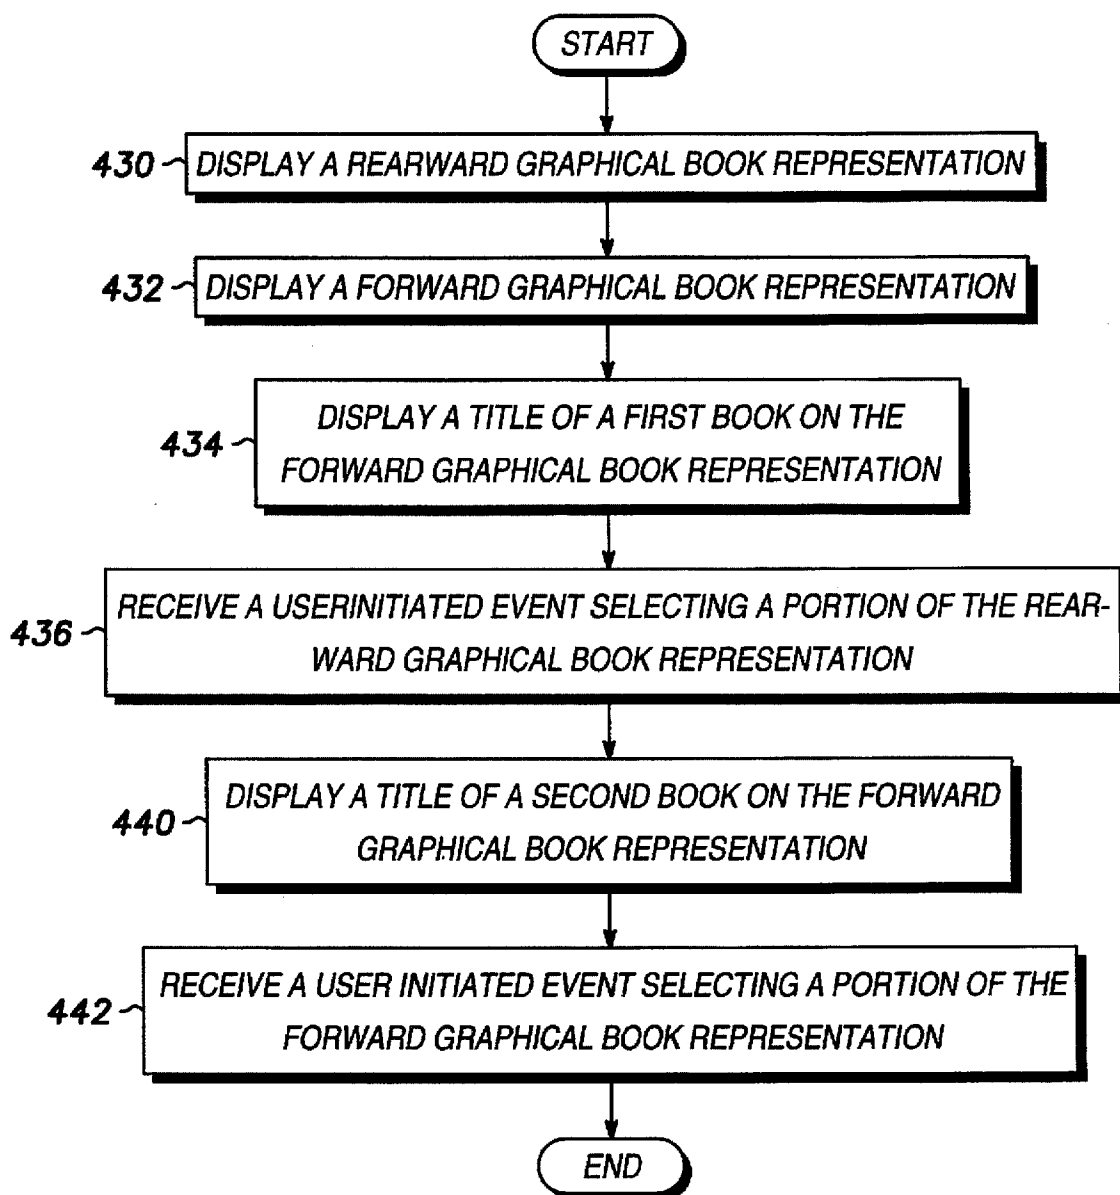 START
430 DISPLAY A REARWARD GRAPHICAL BOOK REPRESENTATION
432 DISPLAY A FORWARD GRAPHICAL BOOK REPRESENTATION
DISPLAY A TITLE OF A FIRST BOOK ON THE
434
FORWARD GRAPHICAL BOOK REPRESENTATION
RECEIVE A USERINITIATED EVENT SELECTING A PORTION OF THE REAR-
436
WARD GRAPHICAL BOOK REPRESENTATION
DISPLAY A TITLE OF A SECOND BOOK ON THE FORWARD
440
GRAPHICAL BOOK REPRESENTATION
RECEIVE A USER INITIATED EVENT SELECTING A PORTION OF THE
442
FORWARD GRAPHICAL BOOK REPRESENTATION
END